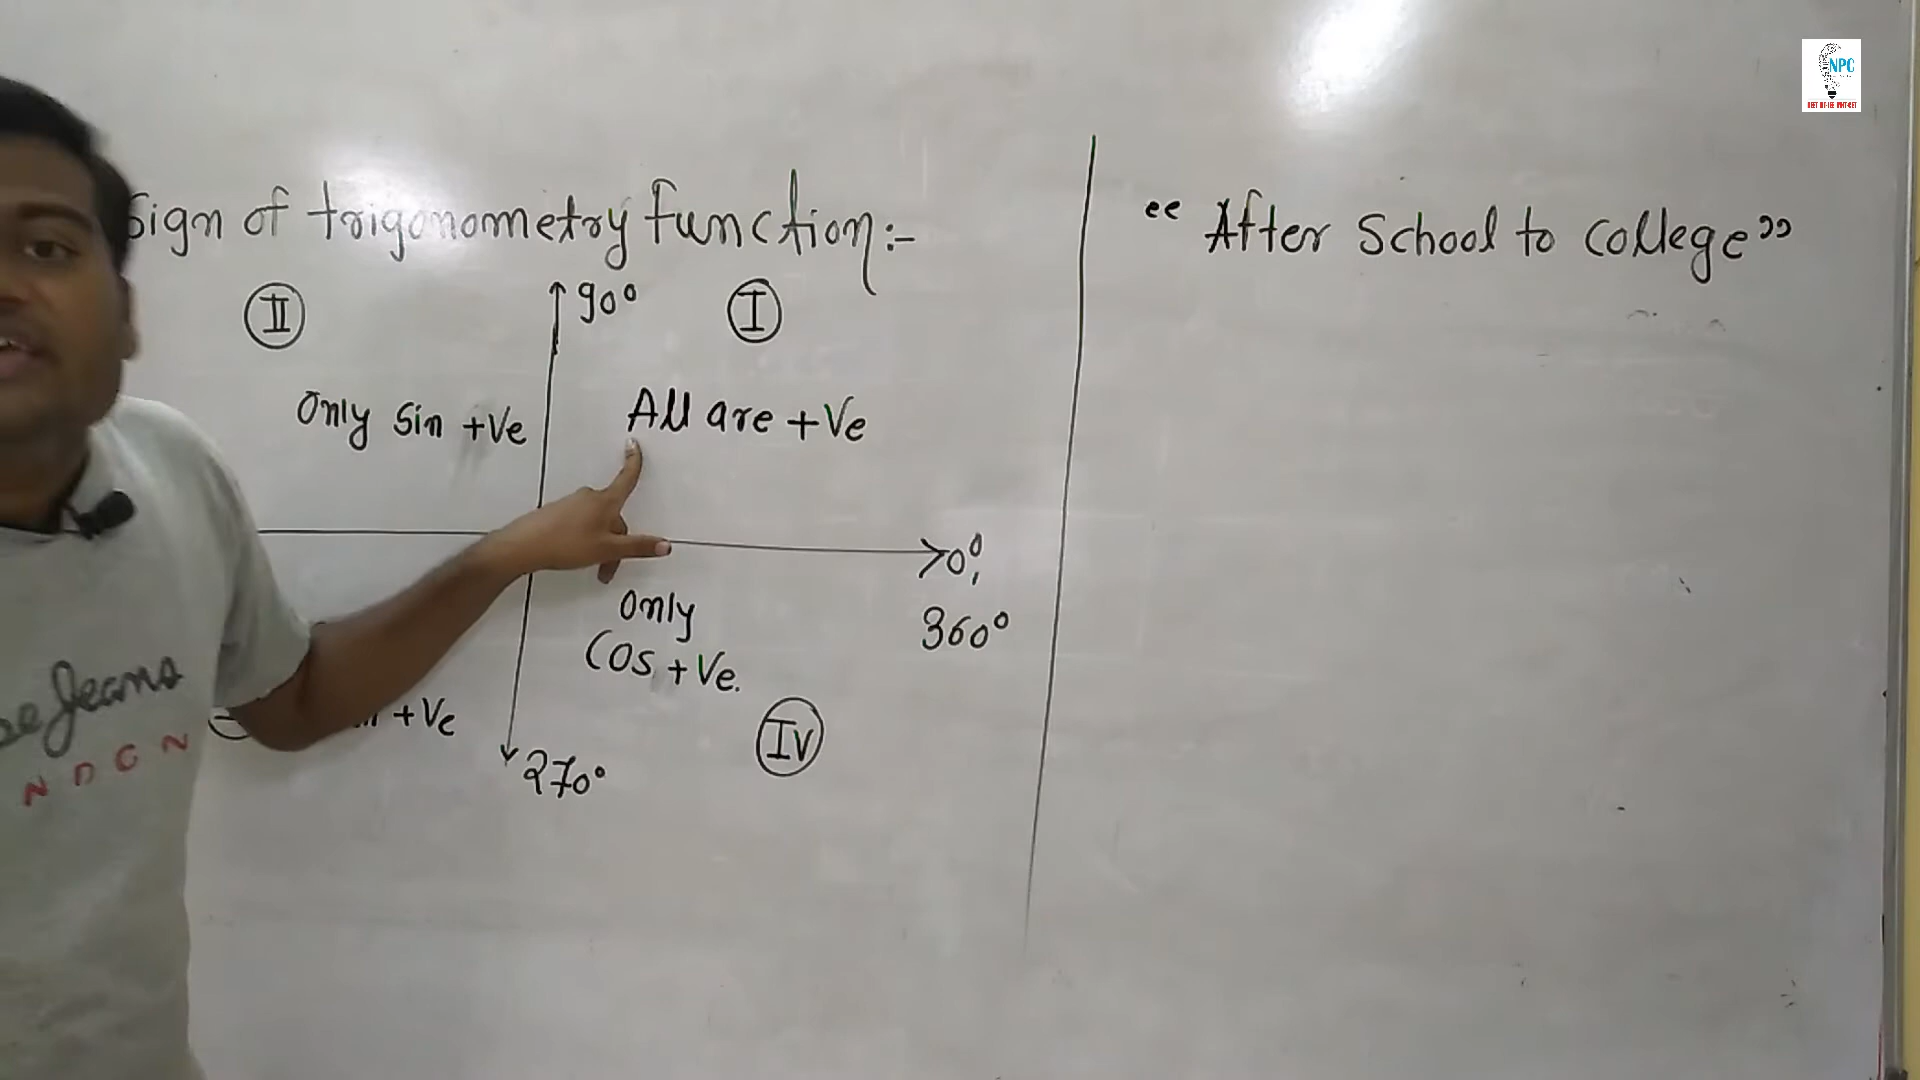 Sign of trigonometry function:-
“ After School to college”
II
90°
I
Only Sin +Ve
All are +Ve
0°,
360°
Only
Cos +Ve.
+Ve
IV
270°
Jeans
N D O N
NPC